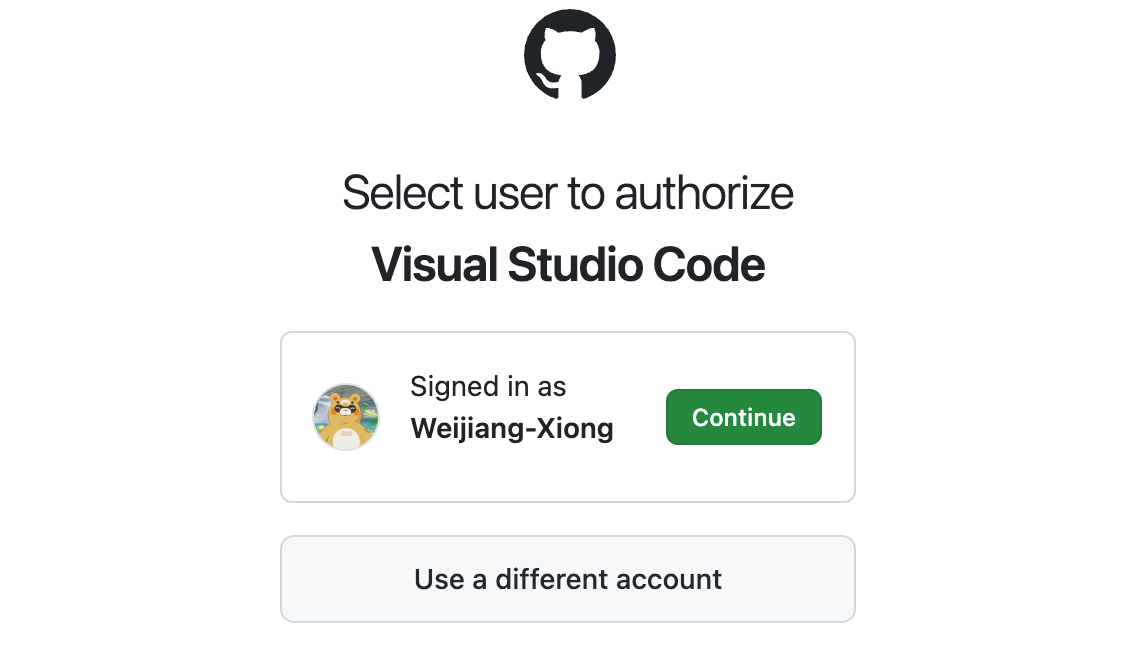 Select user to authorize
Visual Studio Code
Signed in as
Weijiang-Xiong
Continue
Use a different account